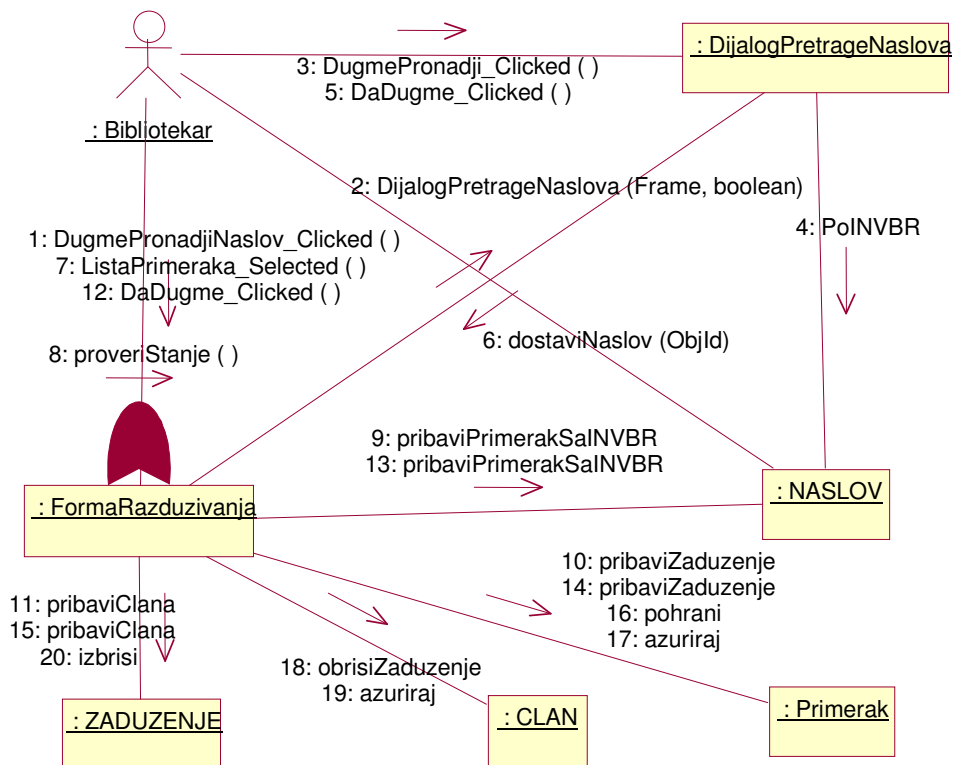 : DijalogPretrageNaslova
3: DugmePronadji_Clicked ( )
5: DaDugme_Clicked ( )
: Bibliotekar
2: DijalogPretrageNaslova (Frame, boolean)
4: PoINVBR
1: DugmePronadjiNaslov_Clicked ( )
7: ListaPrimeraka_Selected ( )
12: DaDugme_Clicked ( )
6: dostaviNaslov (ObjId)
8: proveriStanje ( )
9: pribaviPrimerakSaINVBR
13: pribaviPrimerakSaINVBR
: NASLOV
: FormaRazduzivanja
10: pribaviZaduzenje
14: pribaviZaduzenje
16: pohrani
17: azuriraj
11: pribaviClana
15: pribaviClana
20: izbrisi
18: obrisiZaduzenje
19: azuriraj
: ZADUZENJE
: CLAN
: Primerak